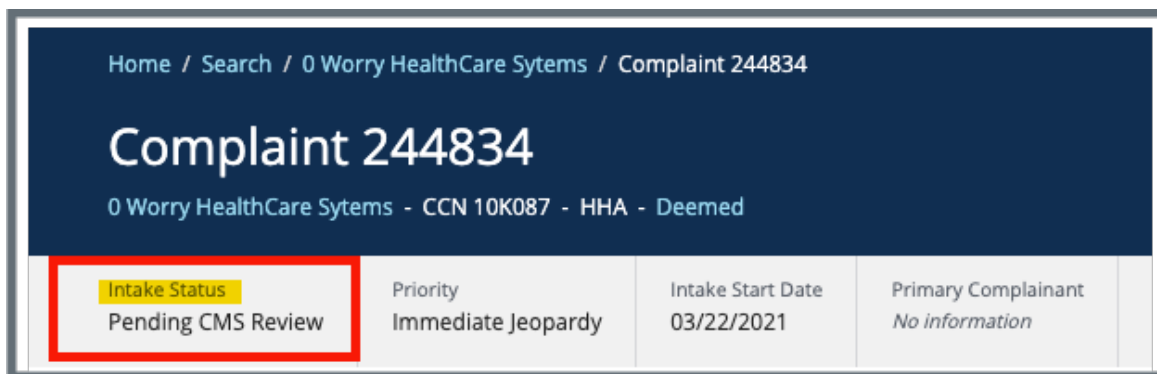 Home / Search / 0 Worry HealthCare Sytems / Complaint 244834
Complaint 244834
0 Worry HealthCare Sytems - CCN 10K087 - HHA - Deemed
Intake Status
Pending CMS Review
Priority
Immediate Jeopardy
Intake Start Date
03/22/2021
Primary Complainant
No information